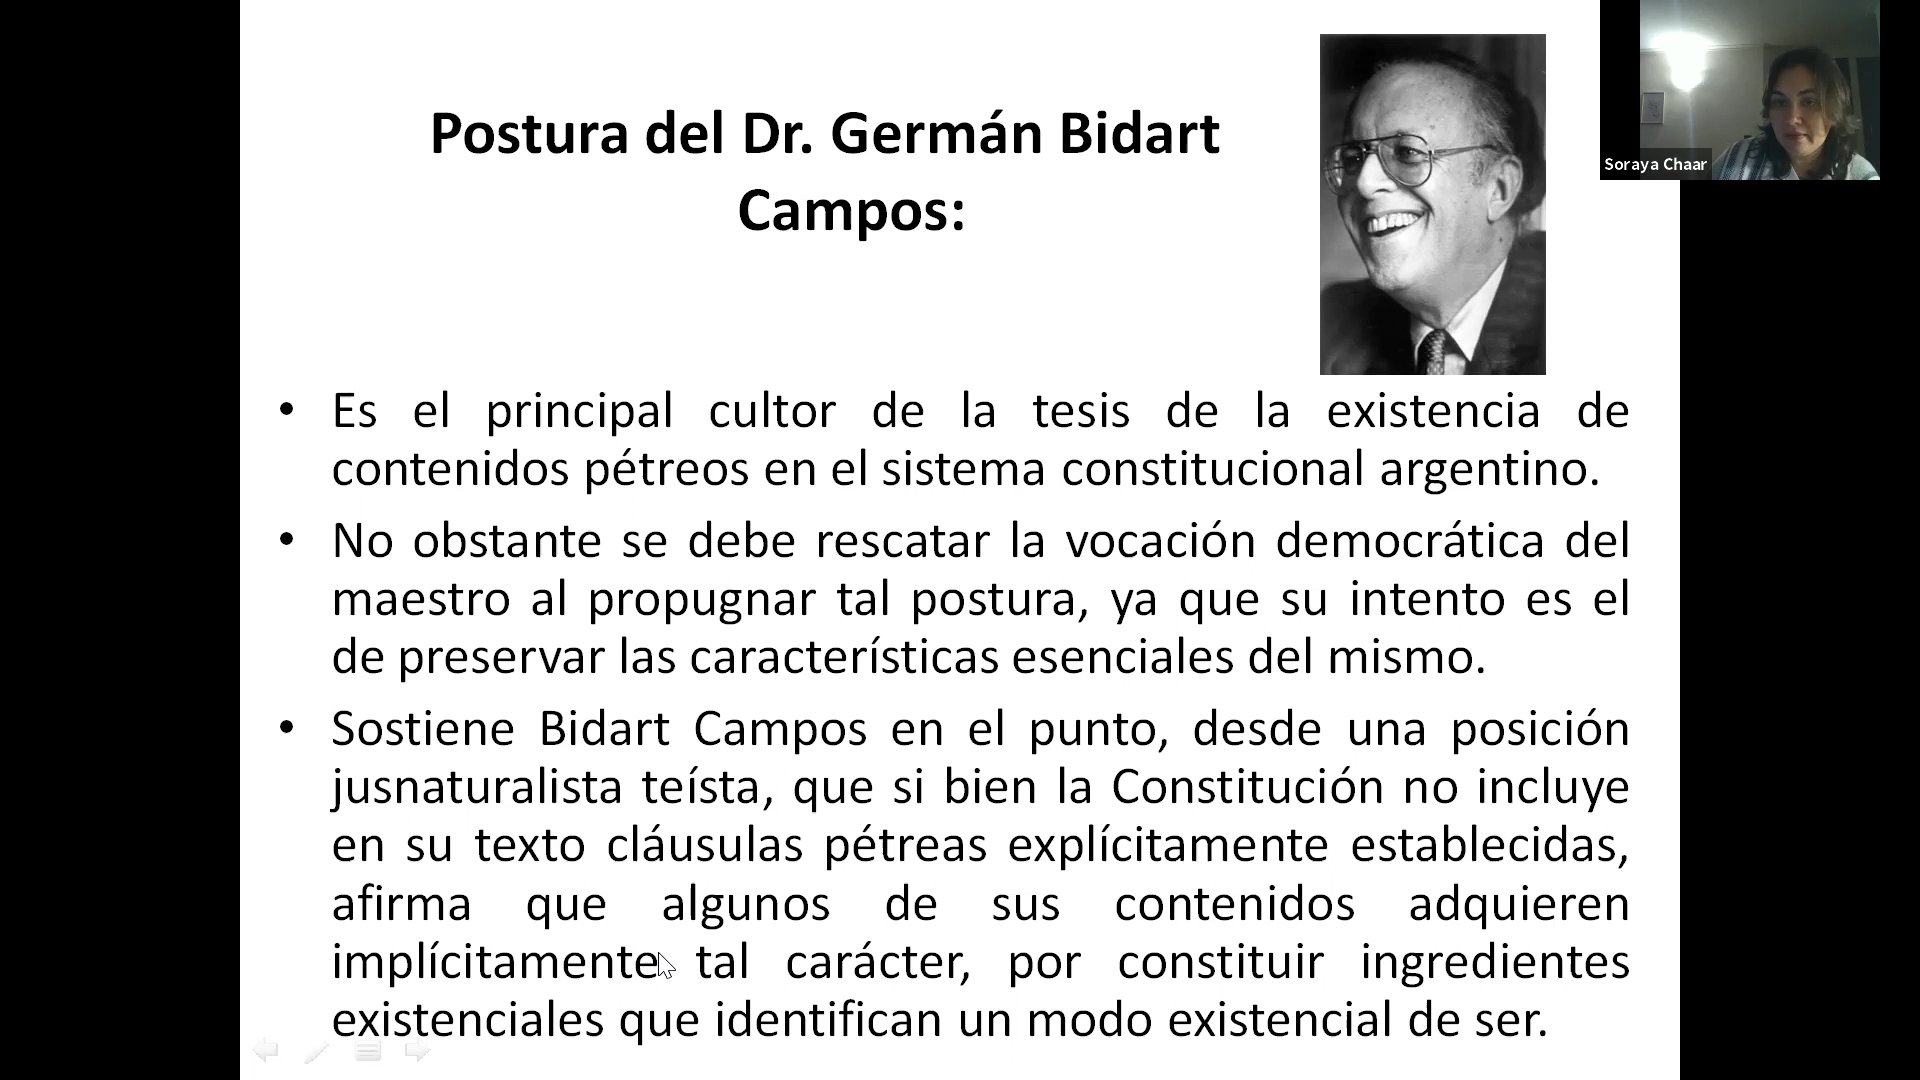 Postura del Dr. Germán Bidart
Campos:
Soraya Chaar
• Es el principal cultor de la tesis de la existencia de
contenidos pétreos en el sistema constitucional argentino.
• No obstante se debe rescatar la vocación democrática del
maestro al propugnar tal postura, ya que su intento es el
de preservar las características esenciales del mismo.
• Sostiene Bidart Campos en el punto, desde una posición
jusnaturalista teísta, que si bien la Constitución no incluye
en su texto cláusulas pétreas explícitamente establecidas,
afirma que algunos de sus contenidos adquieren
implícitamente tal carácter, por constituir ingredientes
existenciales que identifican un modo existencial de ser.